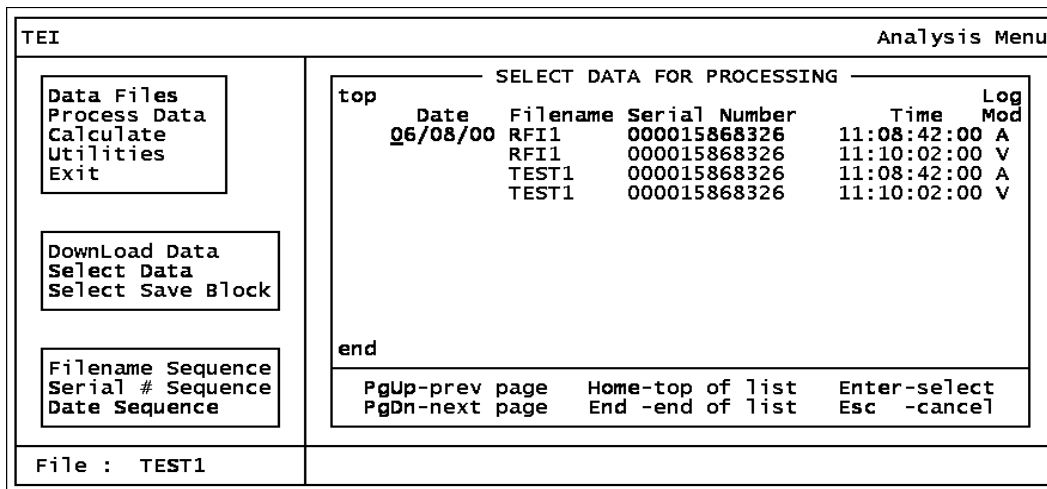 TEI Analysis Menu
Data Files
Process Data
Calculate
Utilities
Exit
DownLoad Data
Select Data
Select Save Block
Filename Sequence
Serial # Sequence
Date Sequence
SELECT DATA FOR PROCESSING
top Log
Date Filename Serial Number Time Mod
06/08/00 RFI1 000015868326 11:08:42:00 A
RFI1 000015868326 11:10:02:00 V
TEST1 000015868326 11:08:42:00 A
TEST1 000015868326 11:10:02:00 V
end
PgUp-prev page Home-top of list Enter-select
PgDn-next page End -end of list Esc -cancel
File : TEST1